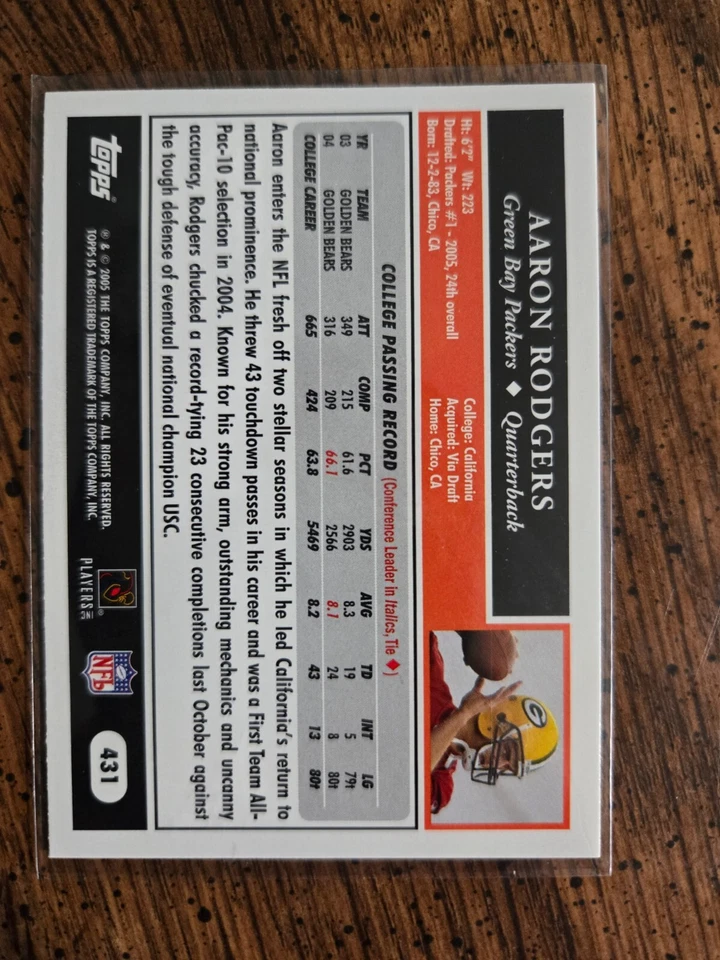 AARON RODGERS
Green Bay Packers ◆ Quarterback
Ht: 6'2" Wt: 223 College: California
Drafted: Packers #1 - 2005, 24th overall Acquired: Via Draft
Born: 12-2-83, Chico, CA Home: Chico, CA
COLLEGE PASSING RECORD (Conference Leader in Italics, Tie ◆)
YR TEAM ATT COMP PCT YDS AVG TD INT LG
03 GOLDEN BEARS 349 215 61.6 2903 8.3 19 5 79t
04 GOLDEN BEARS 316 209 66.1 2566 8.1 24 8 80t
COLLEGE CAREER 665 424 63.8 5469 8.2 43 13 80t
Aaron enters the NFL fresh off two stellar seasons in which he led California's return to
national prominence. He threw 43 touchdown passes in his career and was a First Team All-
Pac-10 selection in 2004. Known for his strong arm, outstanding mechanics and uncanny
accuracy, Rodgers chucked a record-tying 23 consecutive completions last October against
the tough defense of eventual national champion USC.
topps®
® & © 2005 THE TOPPS COMPANY, INC. ALL RIGHTS RESERVED.
TOPPS IS A REGISTERED TRADEMARK OF THE TOPPS COMPANY, INC.
PLAYERS INC
NFL
431